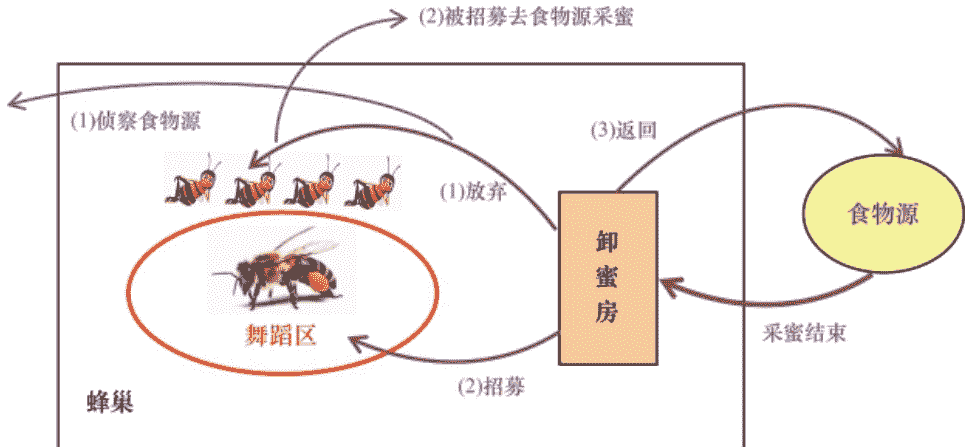 (2)被招募去食物源采蜜
(1)侦察食物源
(3)返回
(1)放弃
食物源
卸蜜房
舞蹈区
采蜜结束
(2)招募
蜂巢